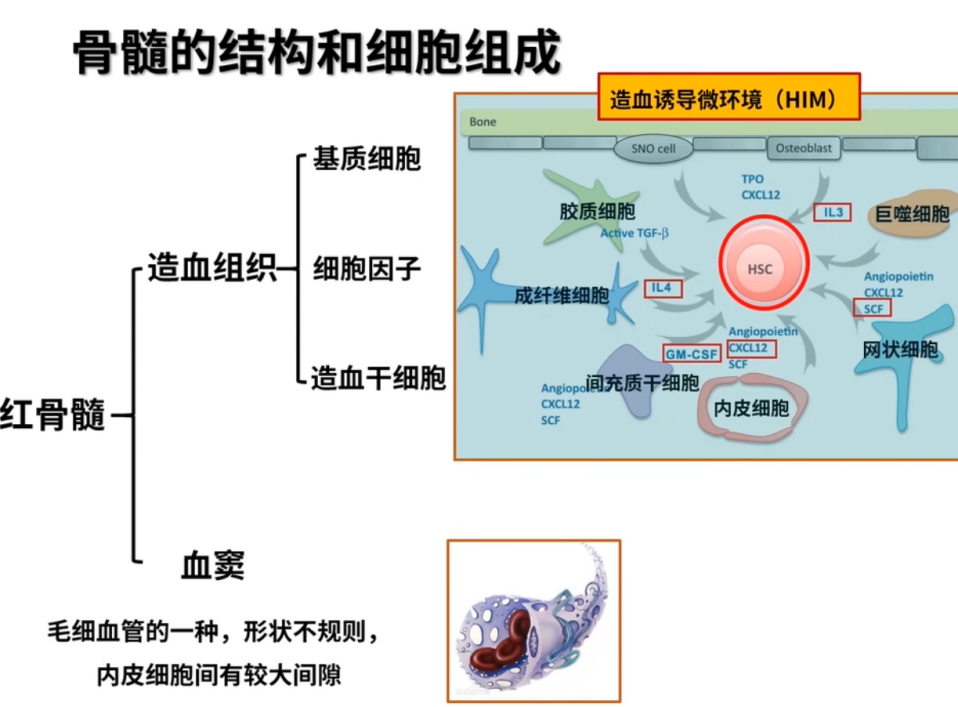 骨髓的结构和细胞组成
造血诱导微环境（HIM）
Bone
SNO cell
Osteoblast
TPO
CXCL12
IL3
巨噬细胞
胶质细胞
Active TGF-β
HSC
成纤维细胞
IL4
Angiopoietin
CXCL12
SCF
网状细胞
GM-CSF
Angiopoietin
CXCL12
SCF
间充质干细胞
CXCL12
SCF
内皮细胞
基质细胞
造血组织
细胞因子
造血干细胞
红骨髓
血窦
毛细血管的一种，形状不规则，
内皮细胞间有较大间隙